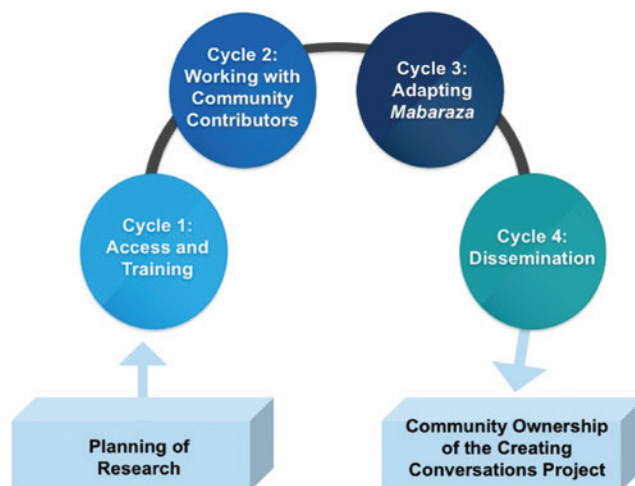 Cycle 1:
Access and
Training
Cycle 2:
Working with
Community
Contributors
Cycle 3:
Adapting
Mabaraza
Cycle 4:
Dissemination
Planning of
Research
Community Ownership
of the Creating
Conversations Project